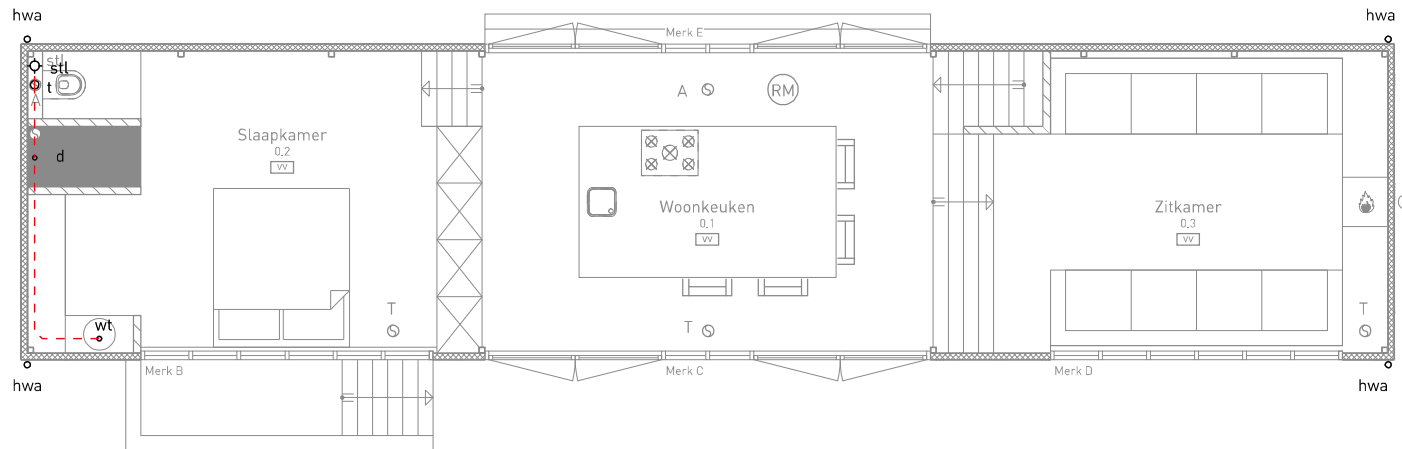 hwa
hwa
Merk E
stl
stl
t
A
A
RM
Slaapkamer
0.2
VV
d
Woonkeuken
0.1
VV
Zitkamer
0.3
VV
T
T
T
wt
Merk B
Merk C
Merk D
hwa
hwa